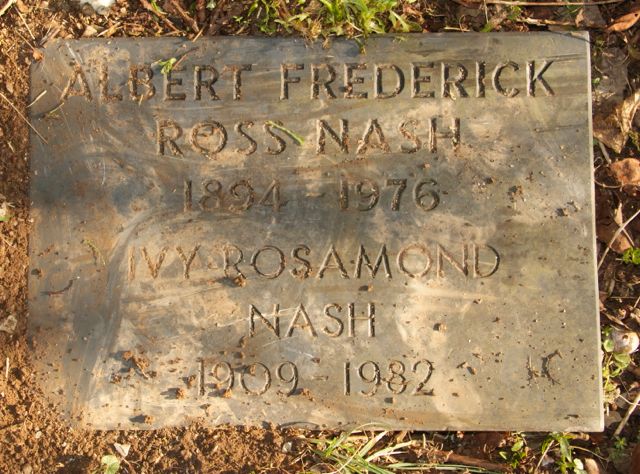 ALBERT FREDERICK
ROSS NASH
1894 - 1976
IVY ROSAMOND
NASH
1909 - 1982